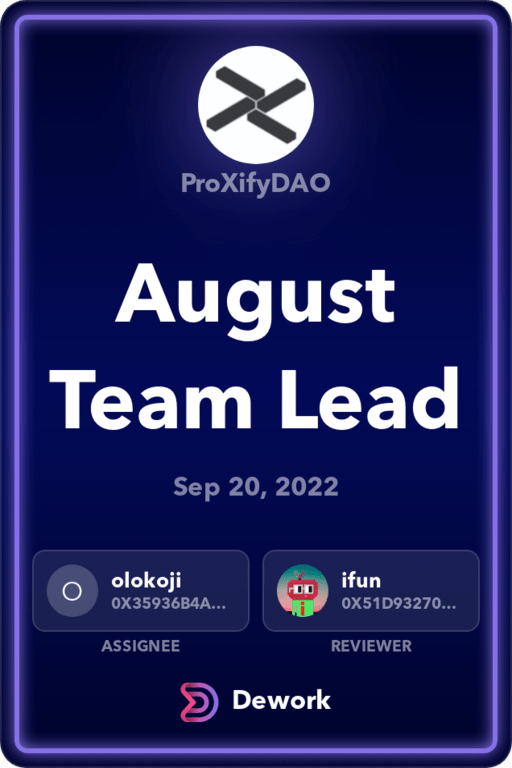 ProXifyDAO
August
Team Lead
Sep 20, 2022
O
olokoji
0X35936B4A...
ASSIGNEE
i
ifun
0X51D93270...
REVIEWER
Dework